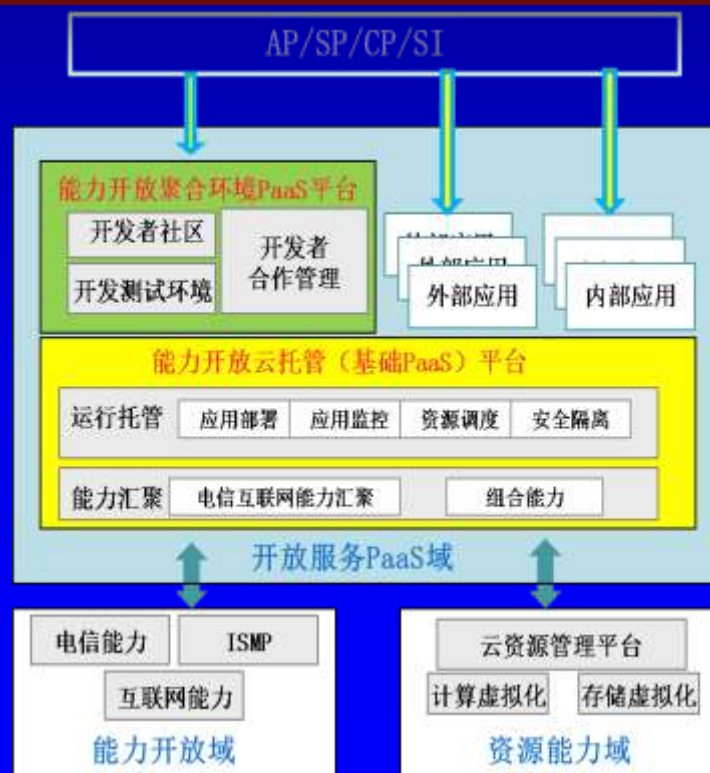 AP/SP/CP/SI
能力开放聚合环境PaaS平台
开发者社区
开发者
合作管理
开发测试环境
外部应用
外部应用
内部应用
能力开放云托管（基础PaaS）平台
运行托管 应用部署 应用监控 资源调度 安全隔离
能力汇聚 电信互联网能力汇聚 组合能力
开放服务PaaS域
电信能力 ISMP
互联网能力
能力开放域
云资源管理平台
计算虚拟化 存储虚拟化
资源能力域